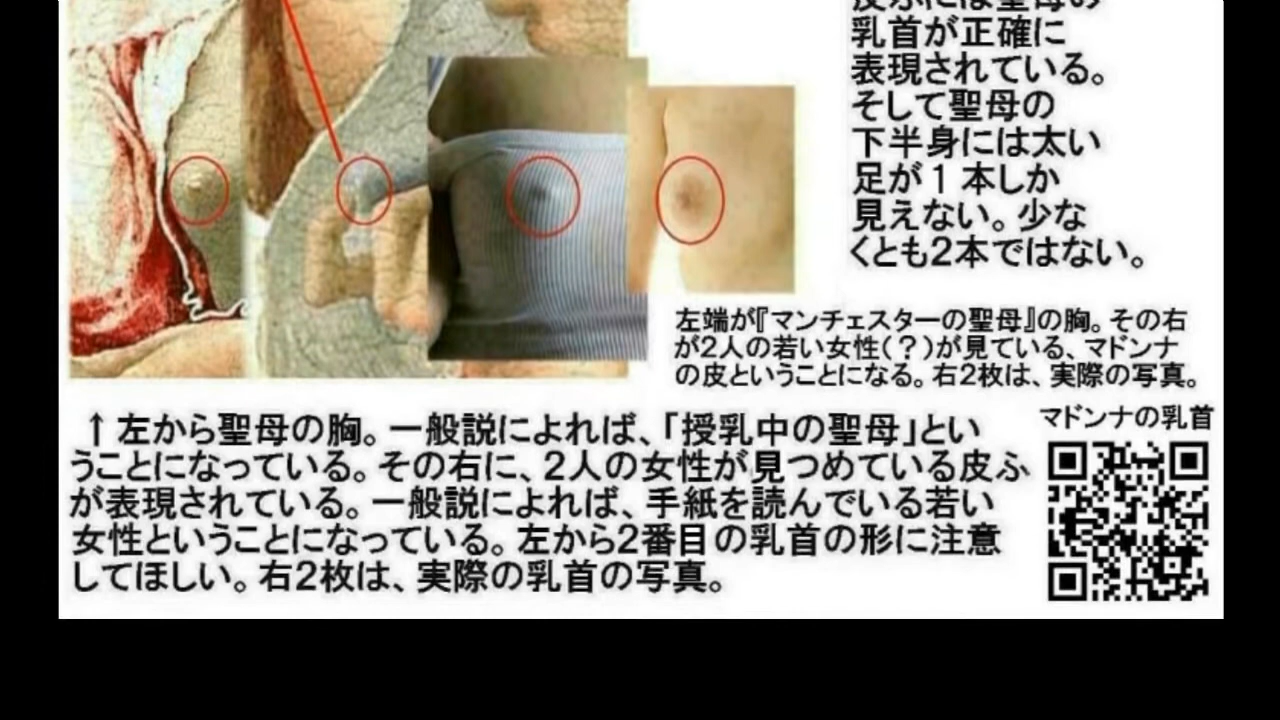 乳首が正確に
表現されている。
そして聖母の
下半身には太い
足が1本しか
見えない。少な
くとも2本ではない。
左端が『マンチェスターの聖母』の胸。その右
が2人の若い女性(?)が見ている、マドンナ
の皮ということになる。右2枚は、実際の写真。
↑左から聖母の胸。一般説によれば、「授乳中の聖母」とい
うことになっている。その右に、2人の女性が見つめている皮ふ
が表現されている。一般説によれば、手紙を読んでいる若い
女性ということになっている。左から2番目の乳首の形に注意
してほしい。右2枚は、実際の乳首の写真。
マドンナの乳首